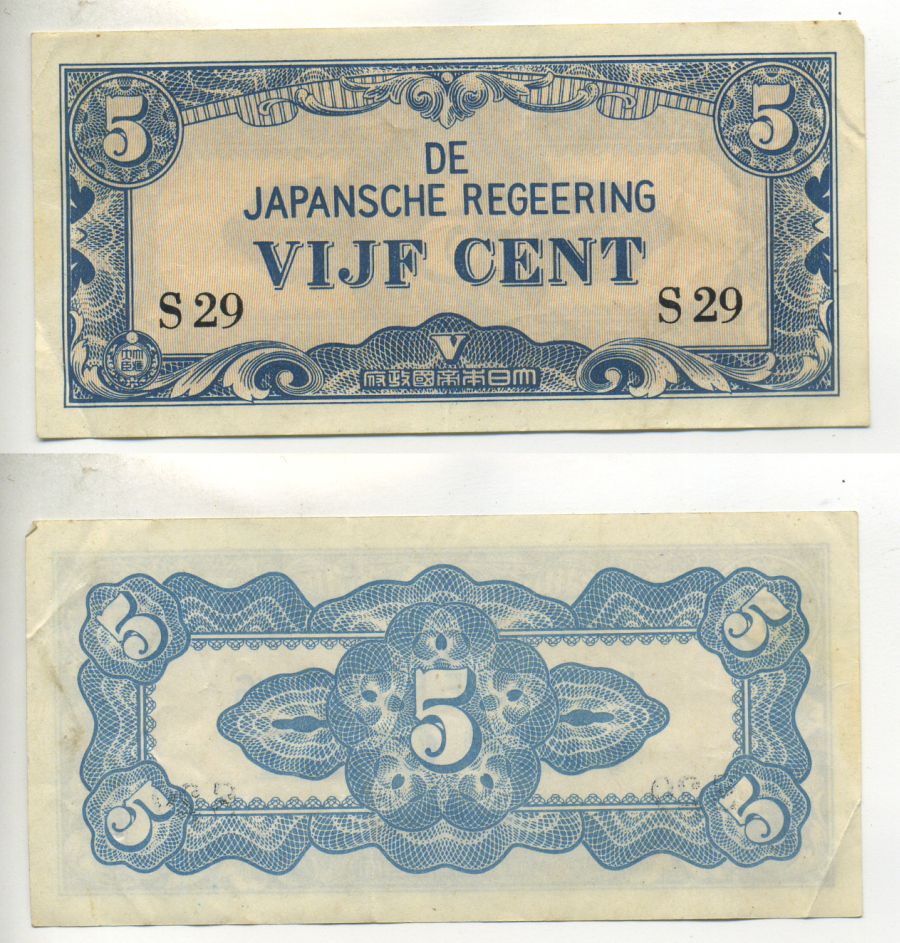 5 5
DE
JAPANSCHE REGEERING
VIJF CENT
S 29 S 29
V
府政國帝本日大
5 5
5
5 5